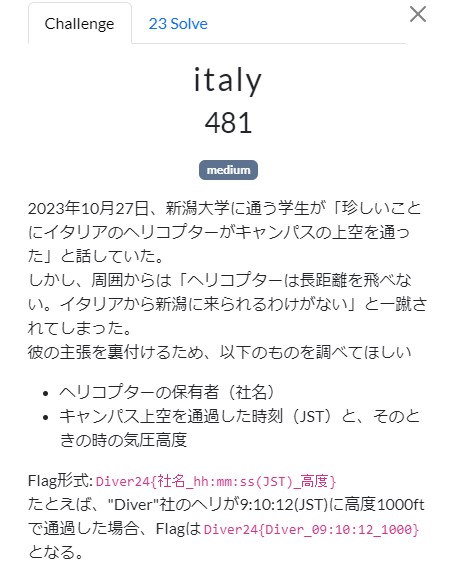 Challenge
23 Solve
italy
481
medium
2023年10月27日、新潟大学に通う学生が「珍しいこと
にイタリアのヘリコプターがキャンパスの上空を通っ
た」と話していた。
しかし、周囲からは「ヘリコプターは長距離を飛べな
い。イタリアから新潟に来られるわけがない」と一蹴さ
れてしまった。
彼の主張を裏付けるため、以下のものを調べてほしい
• ヘリコプターの保有者（社名）
• キャンパス上空を通過した時刻（JST）と、そのと
きの時の気圧高度
Flag形式: Diver24{社名_hh:mm:ss(JST)_高度}
たとえば、"Diver"社のヘリが9:10:12(JST)に高度1000ft
で通過した場合、Flagは Diver24{Diver_09:10:12_1000}
となる。